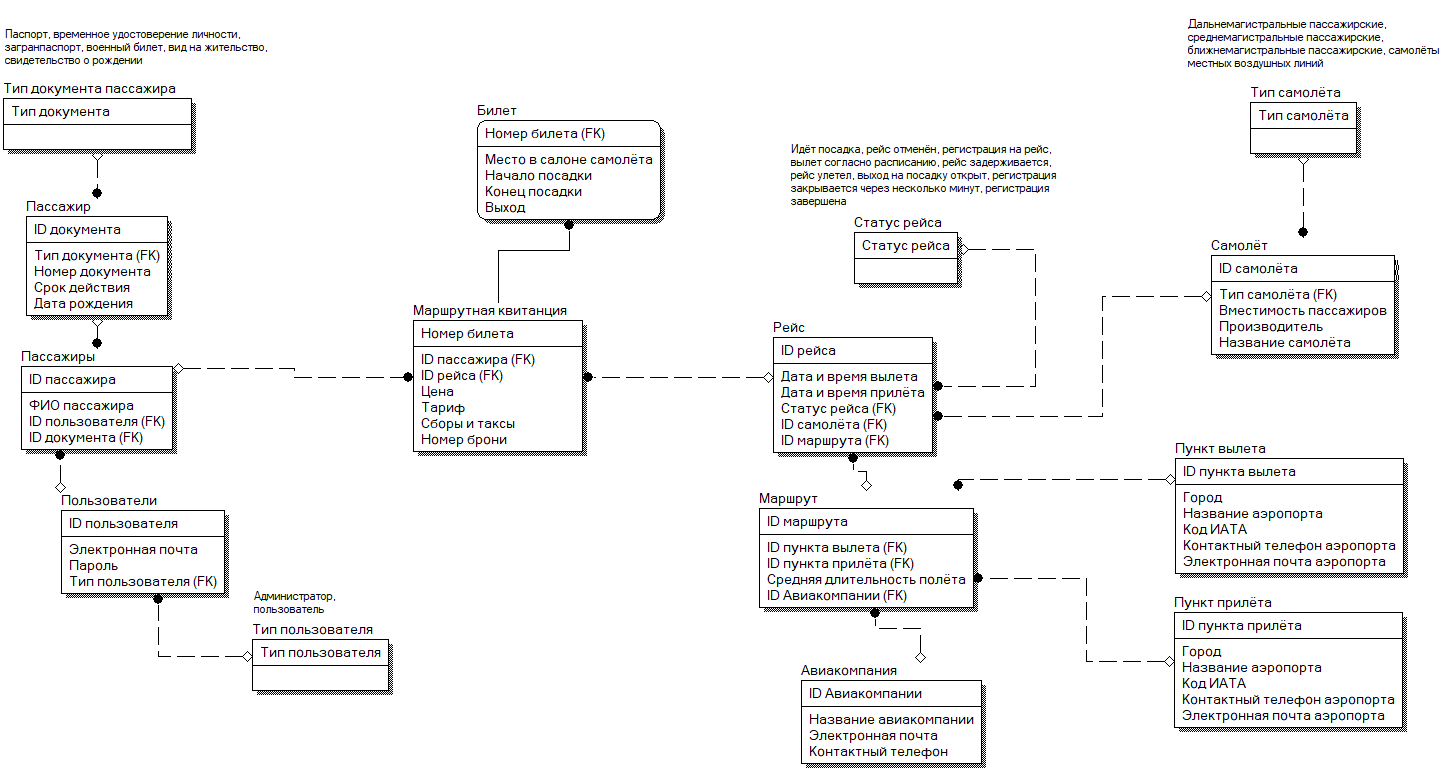 Паспорт, временное удостоверение личности,
загранпаспорт, военный билет, вид на жительство,
свидетельство о рождении
Тип документа пассажира
Тип документа
Пассажир
ID документа
Тип документа (FK)
Номер документа
Срок действия
Дата рождения
Пассажиры
ID пассажира
ФИО пассажира
ID пользователя (FK)
ID документа (FK)
Пользователи
ID пользователя
Электронная почта
Пароль
Тип пользователя (FK)
Администратор,
пользователь
Тип пользователя
Тип пользователя
Билет
Номер билета (FK)
Место в салоне самолёта
Начало посадки
Конец посадки
Выход
Маршрутная квитанция
Номер билета
ID пассажира (FK)
ID рейса (FK)
Цена
Тариф
Сборы и таксы
Номер брони
Идёт посадка, рейс отменён, регистрация на рейс,
вылет согласно расписанию, рейс задерживается,
рейс улетел, выход на посадку открыт, регистрация
закрывается через несколько минут, регистрация
завершена
Статус рейса
Статус рейса
Рейс
ID рейса
Дата и время вылета
Дата и время прилёта
Статус рейса (FK)
ID самолёта (FK)
ID маршрута (FK)
Маршрут
ID маршрута
ID пункта вылета (FK)
ID пункта прилёта (FK)
Средняя длительность полёта
ID Авиакомпании (FK)
Авиакомпания
ID Авиакомпании
Название авиакомпании
Электронная почта
Контактный телефон
Дальнемагистральные пассажирские,
среднемагистральные пассажирские,
ближнемагистральные пассажирские, самолёты
местных воздушных линий
Тип самолёта
Тип самолёта
Самолёт
ID самолёта
Тип самолёта (FK)
Вместимость пассажиров
Производитель
Название самолёта
Пункт вылета
ID пункта вылета
Город
Название аэропорта
Код ИАТА
Контактный телефон аэропорта
Электронная почта аэропорта
Пункт прилёта
ID пункта прилёта
Город
Название аэропорта
Код ИАТА
Контактный телефон аэропорта
Электронная почта аэропорта